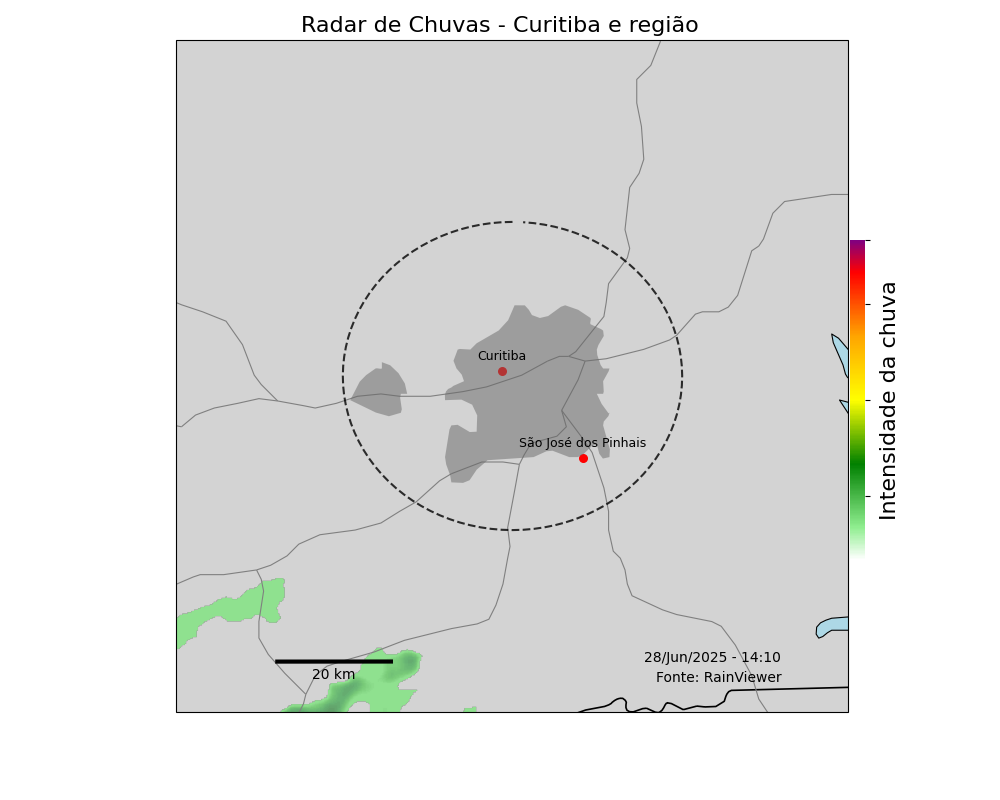 Radar de Chuvas - Curitiba e região
Curitiba
São José dos Pinhais
Intensidade da chuva
28/Jun/2025 - 14:10
20 km
Fonte: RainViewer